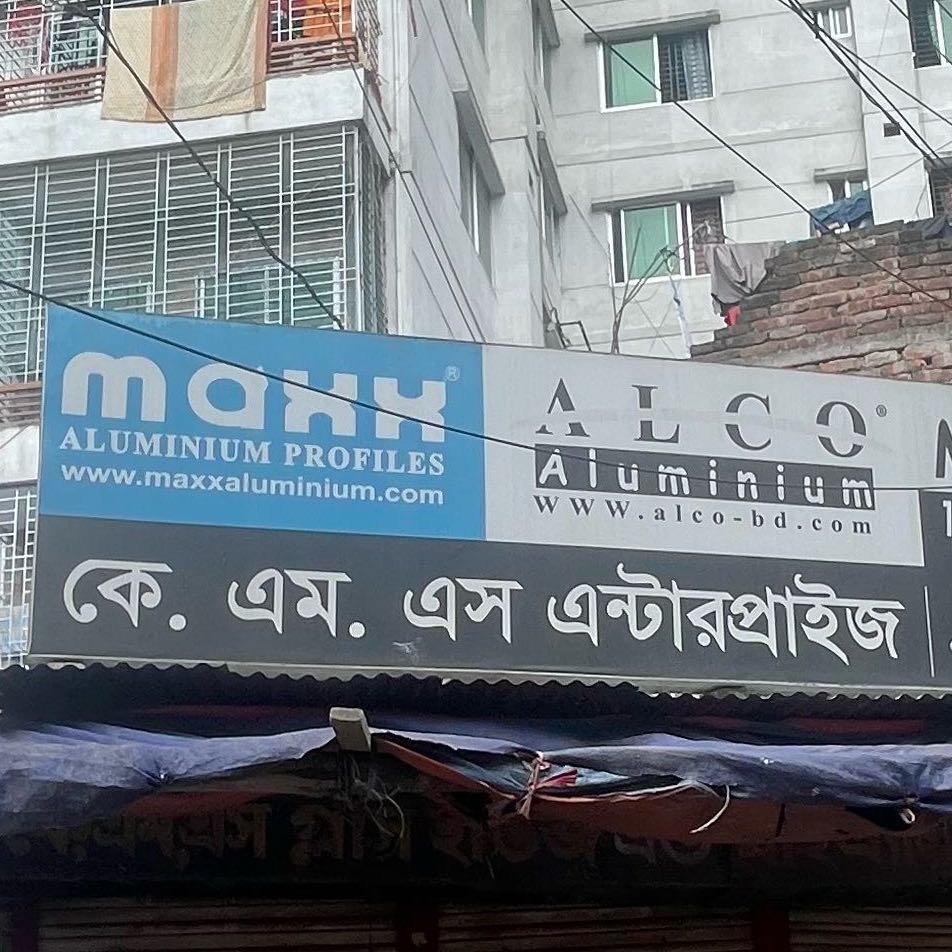 maxx®
ALUMINIUM PROFILES
www.maxxaluminium.com
ALCO®
Aluminium
www.alco-bd.com
কে. এম. এস এন্টারপ্রাইজ